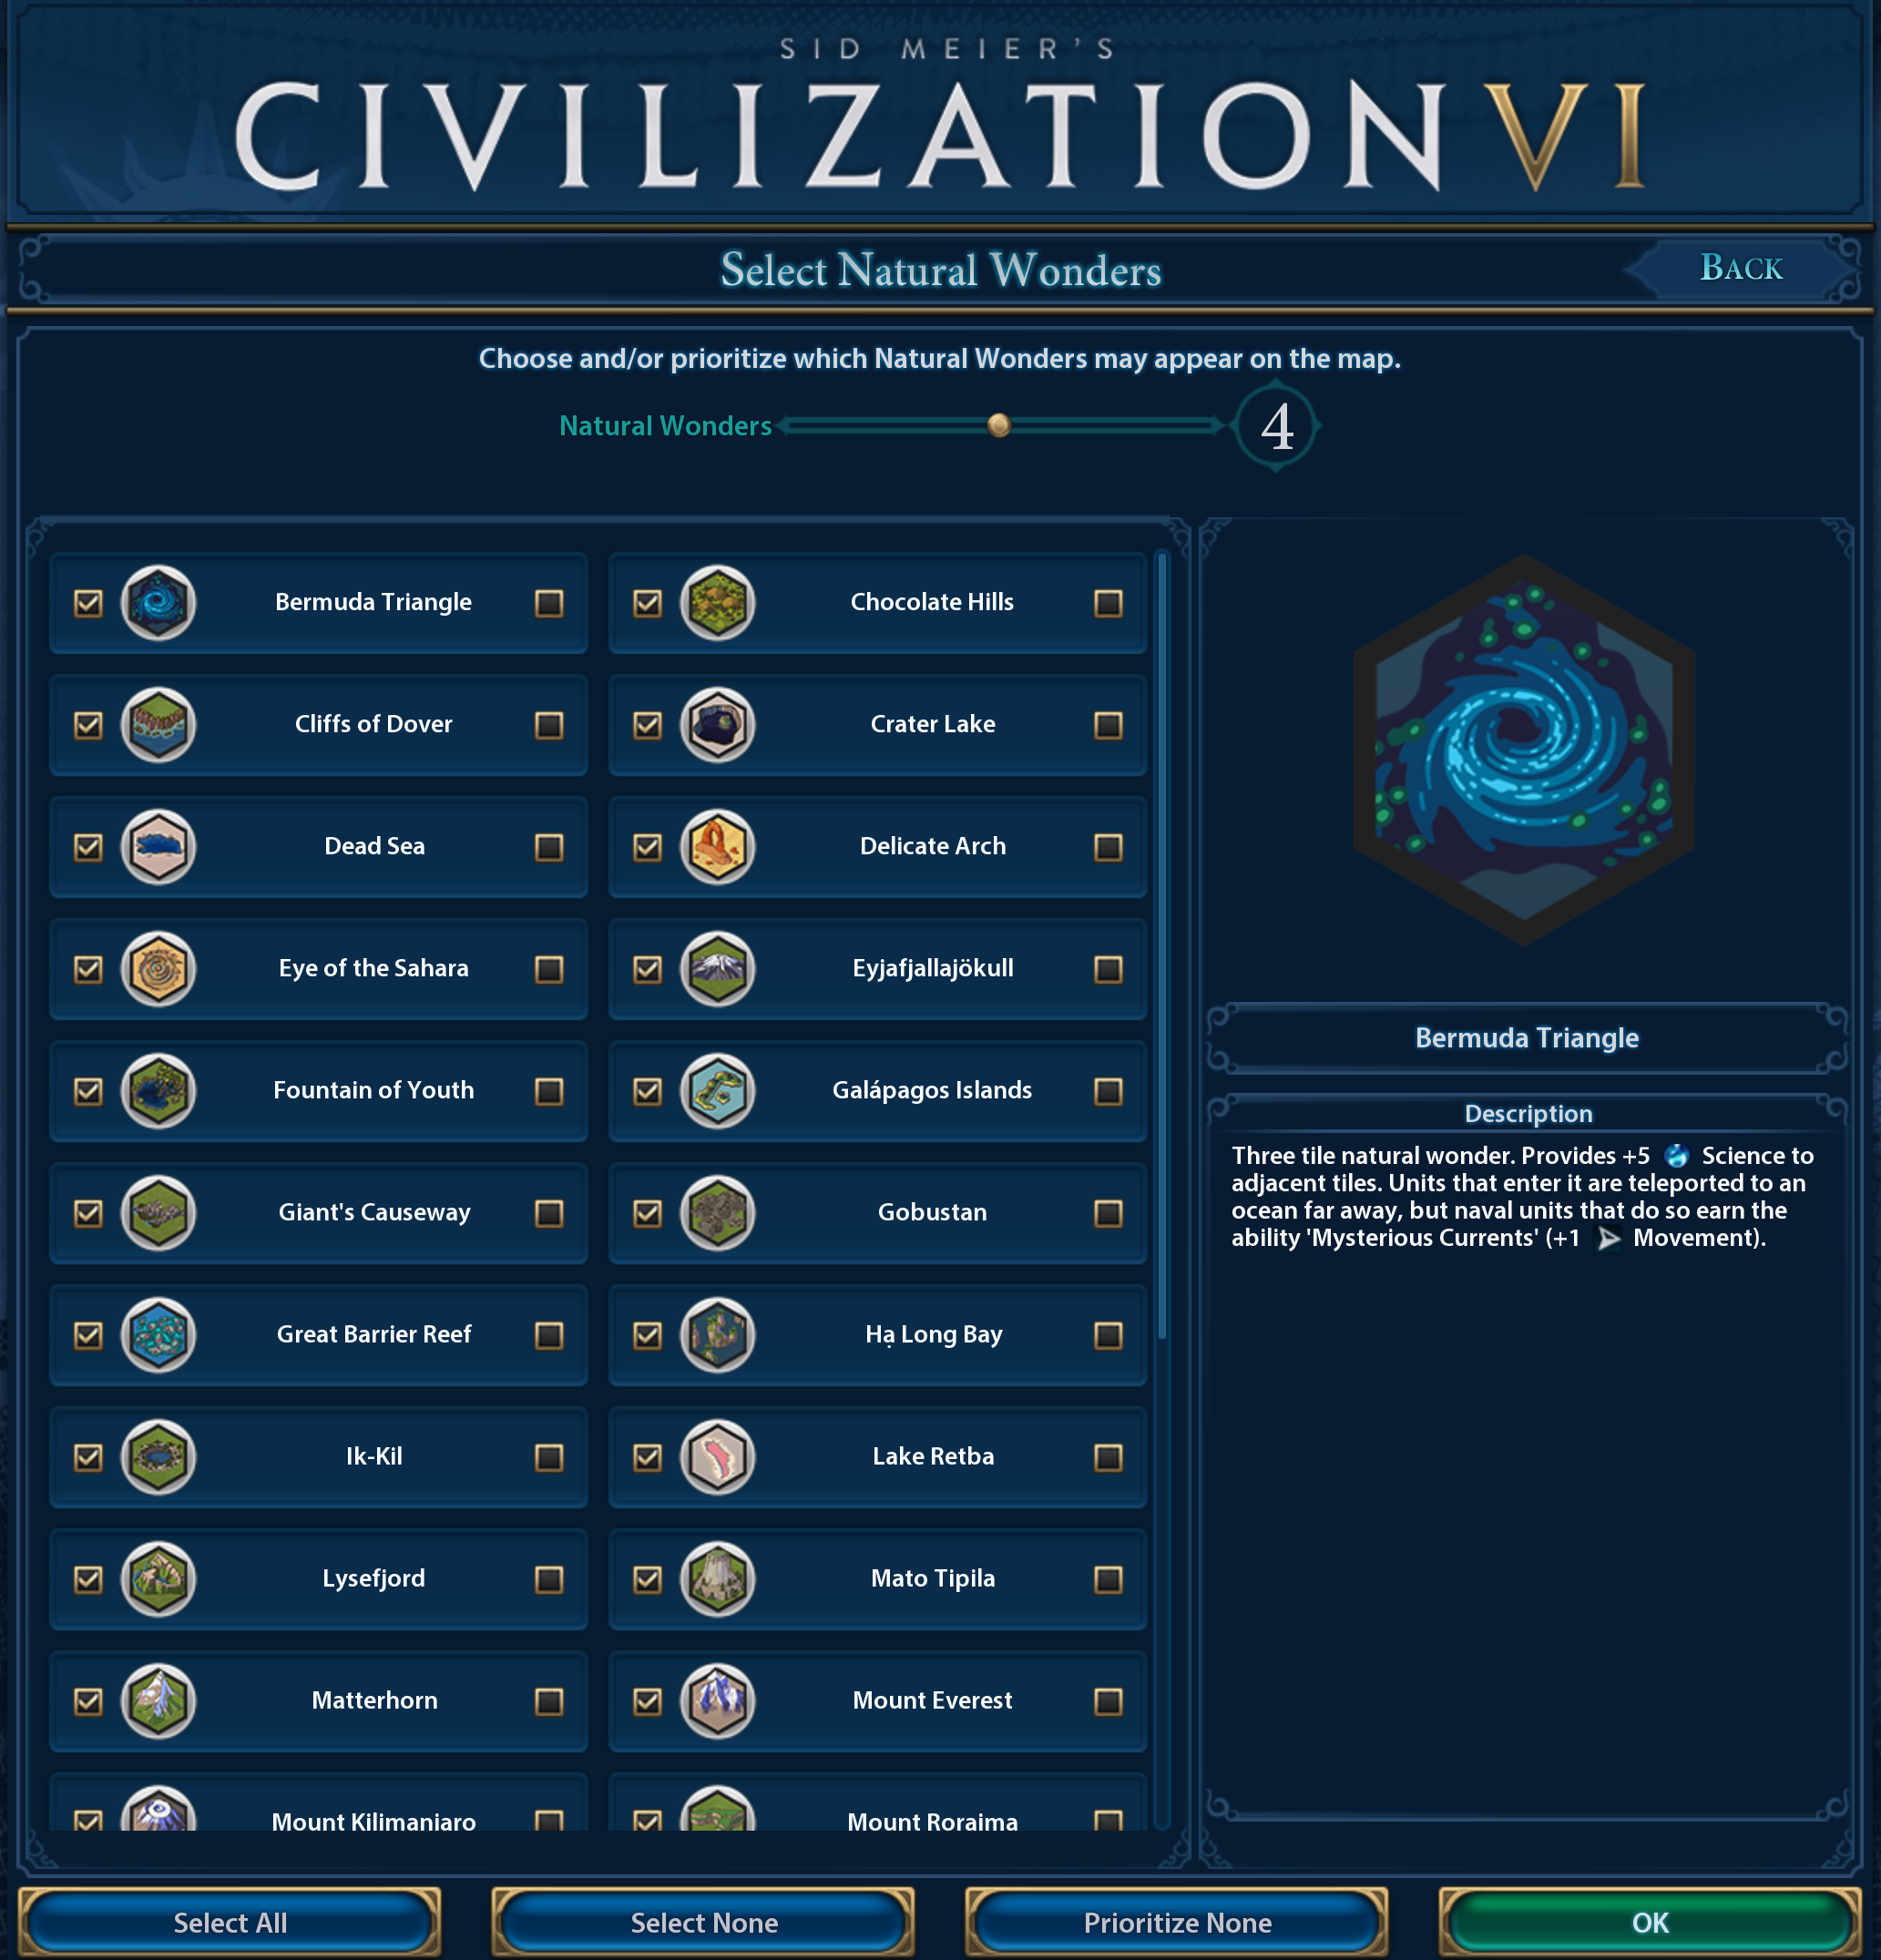 SID MEIER'S
CIVILIZATION VI
Select Natural Wonders
BACK
Choose and/or prioritize which Natural Wonders may appear on the map.
Natural Wonders
4
Bermuda Triangle
Chocolate Hills
Cliffs of Dover
Crater Lake
Dead Sea
Delicate Arch
Eye of the Sahara
Eyjafjallajökull
Fountain of Youth
Galápagos Islands
Giant's Causeway
Gobustan
Great Barrier Reef
Hạ Long Bay
Ik-Kil
Lake Retba
Lysefjord
Mato Tipila
Matterhorn
Mount Everest
Mount Kilimanjaro
Mount Roraima
Bermuda Triangle
Description
Three tile natural wonder. Provides +5 Science to
adjacent tiles. Units that enter it are teleported to an
ocean far away, but naval units that do so earn the
ability 'Mysterious Currents' (+1 Movement).
Select All
Select None
Prioritize None
OK